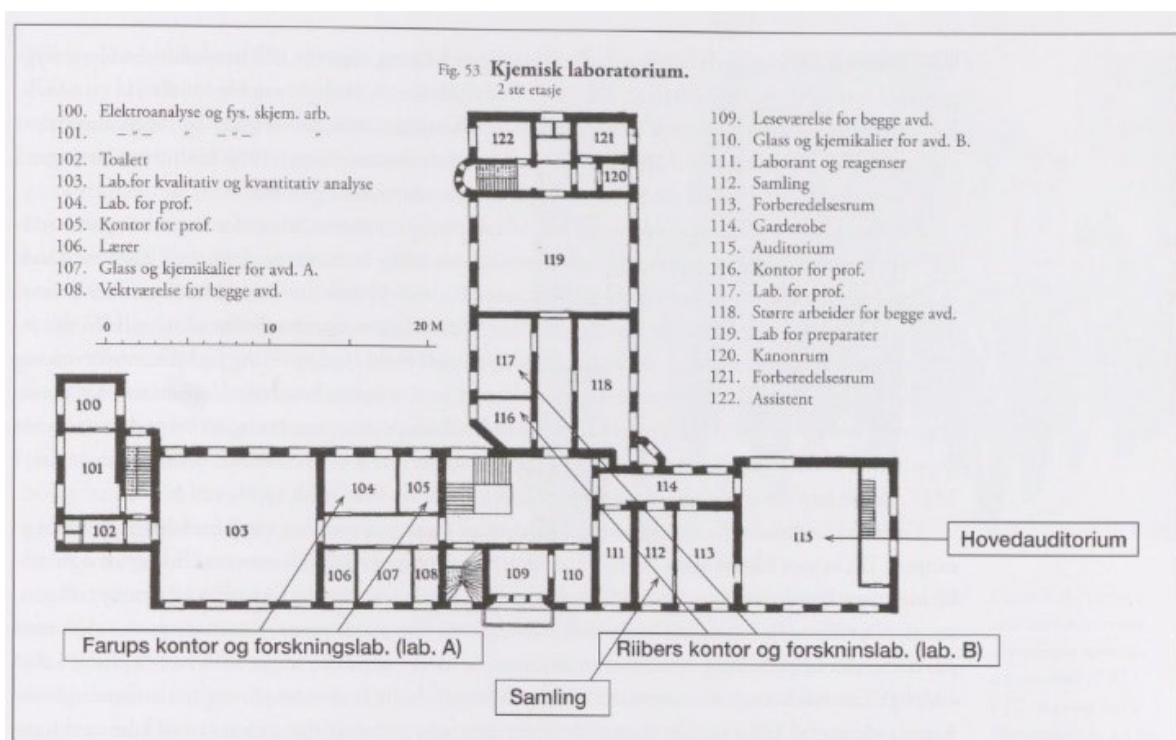 Fig. 53. Kjemisk laboratorium.
2 ste etasje
100. Elektroanalyse og fys. skjem. arb.
101. - —
102. Toalett
103. Lab.for kvalitativ og kvantitativ analyse
104. Lab. for prof.
105. Kontor for prof.
106. Lærer
107. Glass og kjemikalier for avd. A.
108. Vektværelse for begge avd.
0 10 20 M
109. Leseværelse for begge avd.
110. Glass og kjemikalier for avd. B.
111. Laborant og reagenser
112. Samling
113. Forberedelsesrum
114. Garderobe
115. Auditorium
116. Kontor for prof.
117. Lab. for prof.
118. Større arbeider for begge avd.
119. Lab for preparater
120. Kanonrum
121. Forberedelsesrum
122. Assistent
122 121
120
119
117
118
116
100
101
102
103
104
105
106
107
108
109
110
111
112
113
114
115
Hovedauditorium
Farups kontor og forskningslab. (lab. A)
Riibers kontor og forskninslab. (lab. B)
Samling